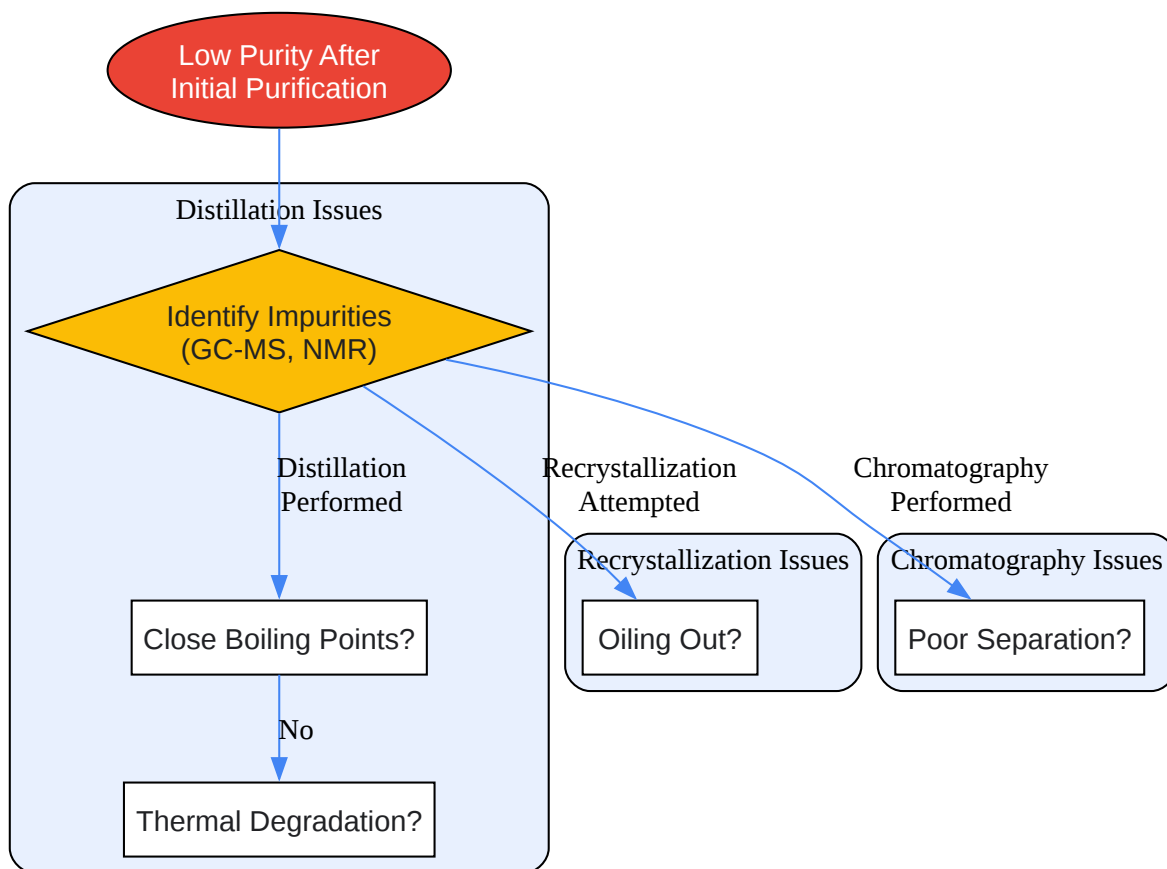 Low Purity After
Initial Purification
Distillation Issues
Identify Impurities
(GC-MS, NMR)
Distillation
Performed
Recrystallization
Attempted
Chromatography
Performed
Recrystallization Issues
Chromatography Issues
Close Boiling Points?
Oiling Out?
Poor Separation?
No
Thermal Degradation?